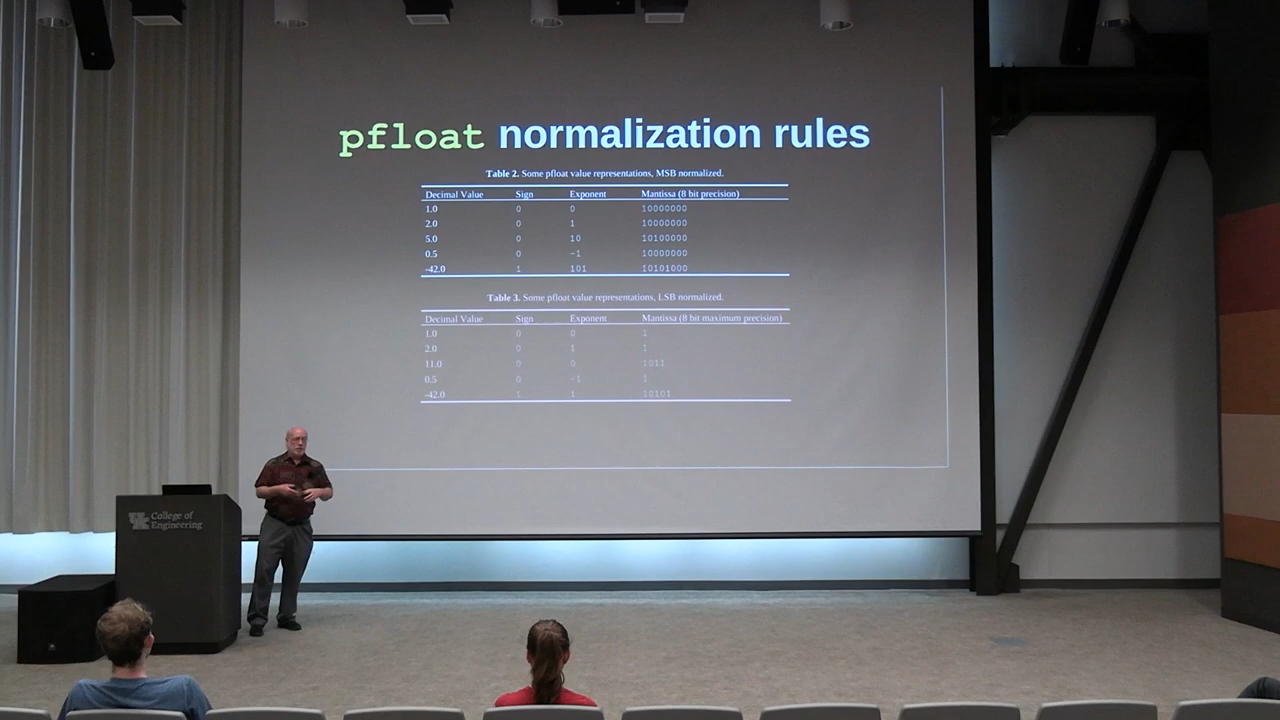 pfloat normalization rules
Table 2. Some pfloat value representations, MSB normalized.
Decimal Value Sign Exponent Mantissa (8 bit precision)
1.0 0 0 10000000
2.0 0 1 10000000
5.0 0 10 10100000
0.5 0 -1 10000000
-42.0 1 101 10101000
Table 3. Some pfloat value representations, LSB normalized.
Decimal Value Sign Exponent Mantissa (8 bit maximum precision)
1.0 0 0 1
2.0 0 1 1
11.0 0 0 1011
0.5 0 -1 1
-42.0 1 1 10101
UK College of
Engineering